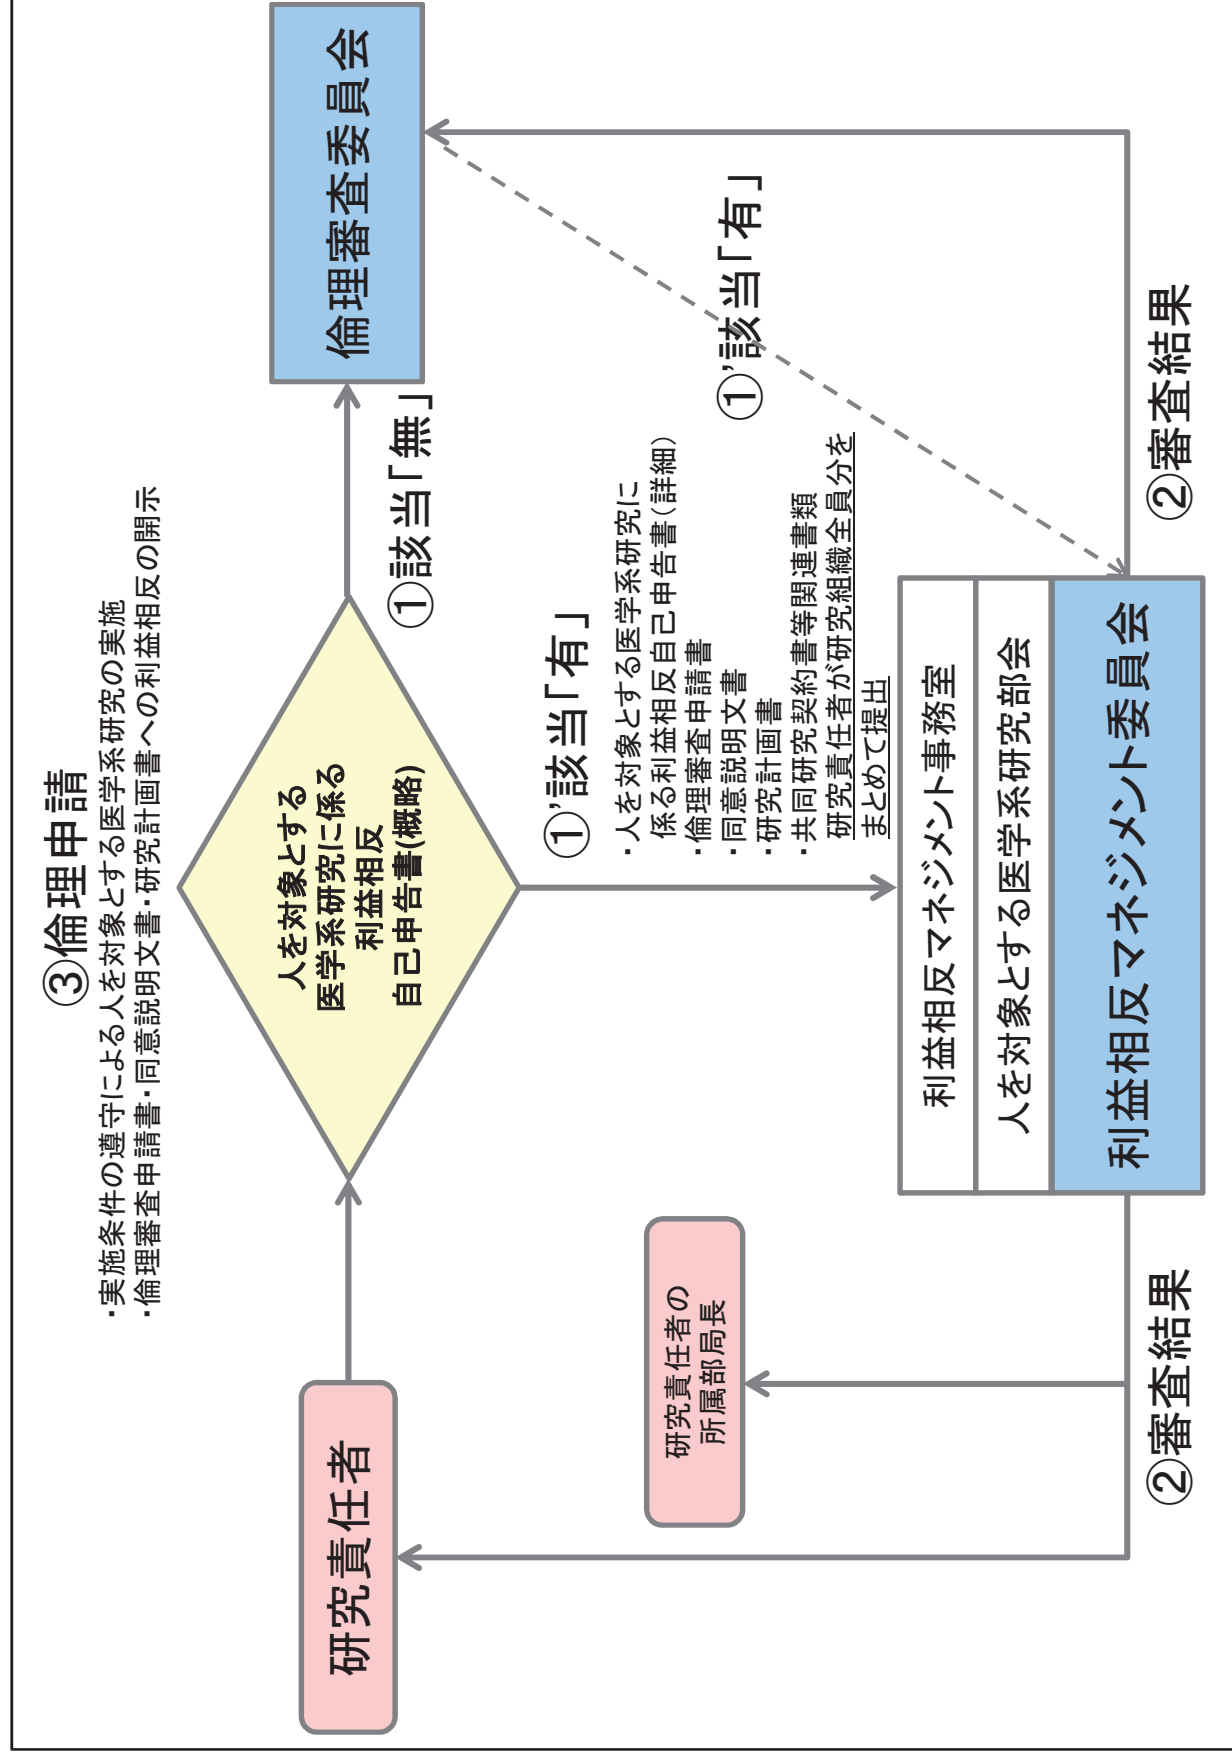 ③倫理申請
・実施条件の遵守による人を対象とする医学系研究の実施
・倫理審査申請書・同意説明文書・研究計画書への利益相反の開示
研究責任者
人を対象とする
医学系研究に係る
利益相反
自己申告書(概略)
①該当「無」
倫理審査委員会
①’該当「有」
・人を対象とする医学系研究に
係る利益相反自己申告書(詳細)
・倫理審査申請書
・同意説明文書
・研究計画書
・共同研究契約書等関連書類
研究責任者が研究組織全員分を
まとめて提出
①’該当「有」
研究責任者の
所属部局長
利益相反マネジメント事務室
人を対象とする医学系研究部会
利益相反マネジメント委員会
②審査結果
②審査結果